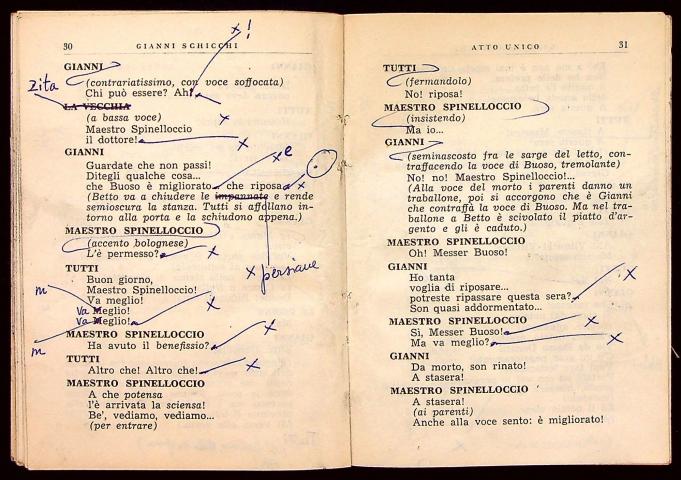 30 GIANNI SCHICCHI
x!
GIANNI
(contrariatissimo, con voce soffocata)
Chi può essere? Ah!
zita
LA VECCHIA
(a bassa voce)
Maestro Spinelloccio
il dottore! x
GIANNI
Guardate che non passi!
Ditegli qualche cosa...
che Buoso è migliorato... che riposa x
x e
(Betto va a chiudere le impannate e rende
semioscura la stanza. Tutti si affollano in-
torno alla porta e la schiudono appena.)
MAESTRO SPINELLOCCIO
(accento bolognese)
L'è permesso? x
x persiane
TUTTI
Buon giorno,
Maestro Spinelloccio!
m Va meglio!
Va Meglio! x
Va Meglio!
m
MAESTRO SPINELLOCCIO
Ha avuto il benefissio? x
TUTTI
Altro che! Altro che! x
MAESTRO SPINELLOCCIO
A che potensa
l'è arrivata la sciensa!
Be', vediamo, vediamo...
(per entrare)
ATTO UNICO 31
TUTTI
(fermandolo)
No! riposa!
MAESTRO SPINELLOCCIO
(insistendo)
Ma io...
GIANNI
(seminascosto fra le sarge del letto, con-
traffacendo la voce di Buoso, tremolante)
No! no! Maestro Spinelloccio!...
(Alla voce del morto i parenti danno un
traballone, poi si accorgono che è Gianni
che contraffà la voce di Buoso. Ma nel tra-
ballone a Betto è scivolato il piatto d'ar-
gento e gli è caduto.)
MAESTRO SPINELLOCCIO
Oh! Messer Buoso!
GIANNI
Ho tanta
voglia di riposare...
potreste ripassare questa sera? x
Son quasi addormentato...
MAESTRO SPINELLOCCIO
Sì, Messer Buoso! x
Ma va meglio? x
GIANNI
Da morto, son rinato!
A stasera!
MAESTRO SPINELLOCCIO
A stasera!
(ai parenti)
Anche alla voce sento: è migliorato!